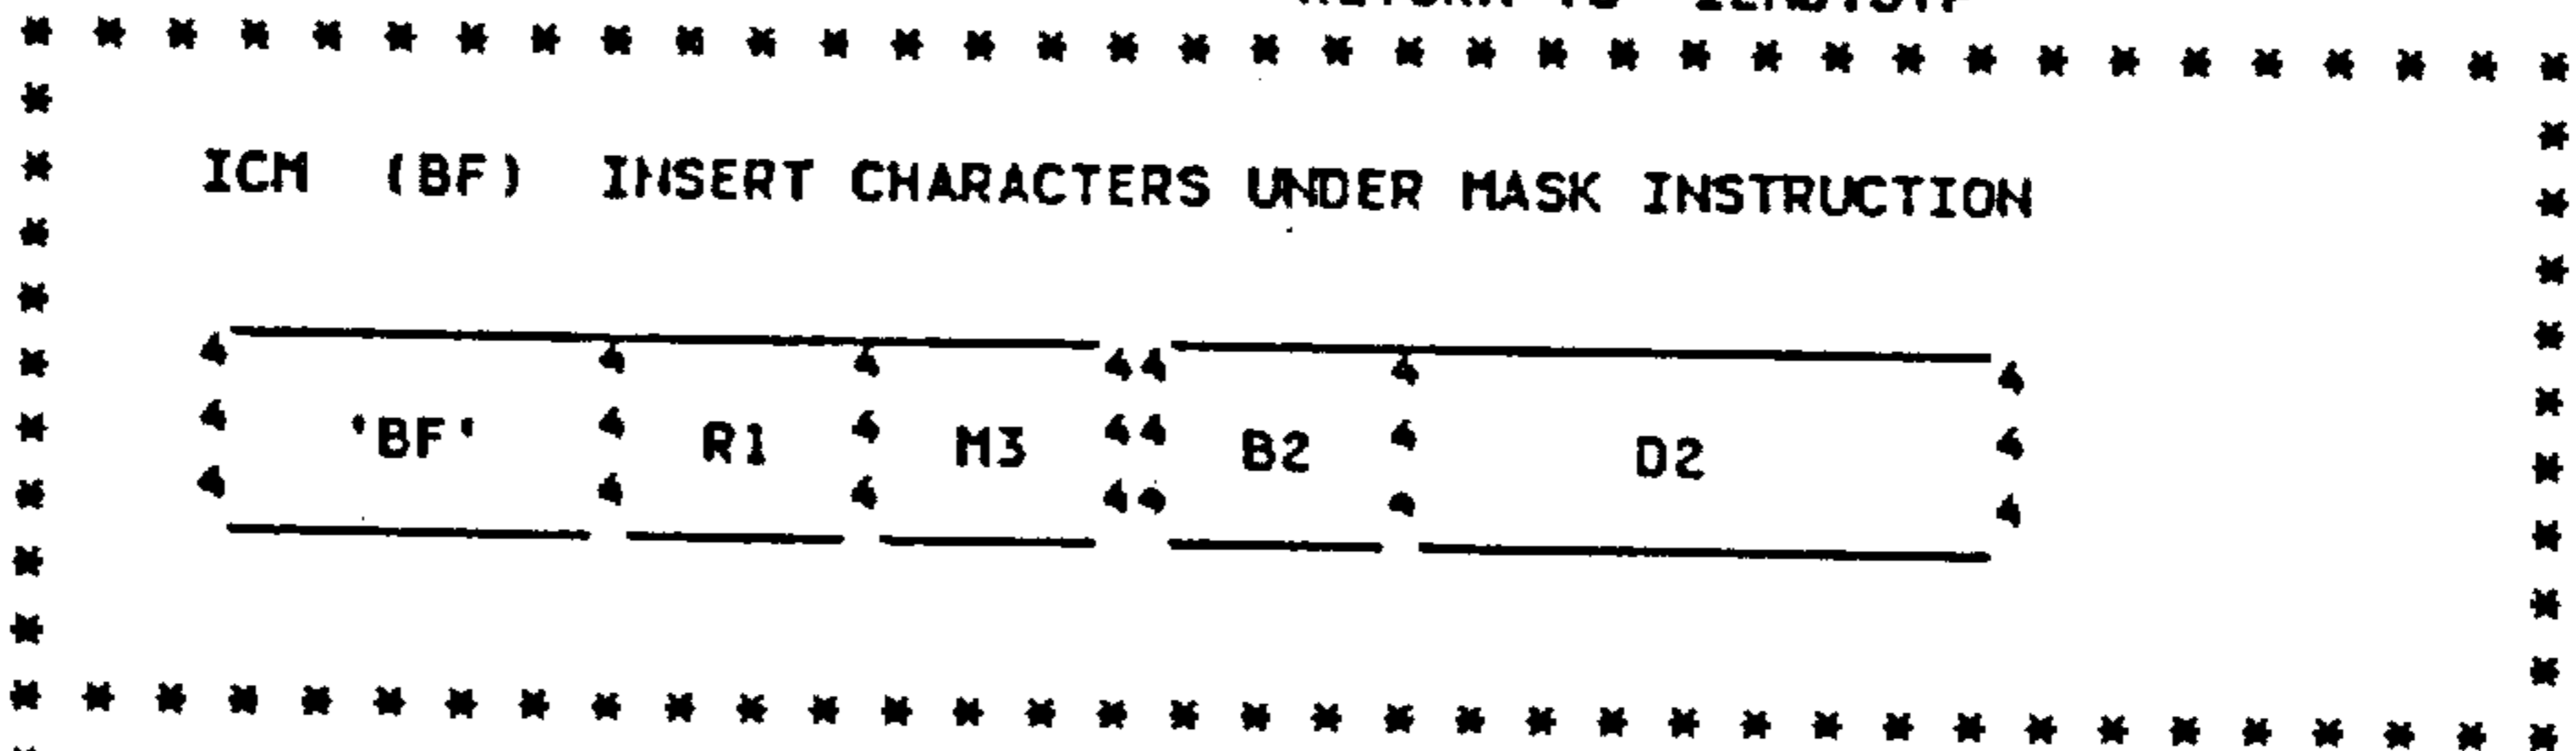 ICM (BF) INSERT CHARACTERS UNDER MASK INSTRUCTION
'BF' R1 M3 B2 D2